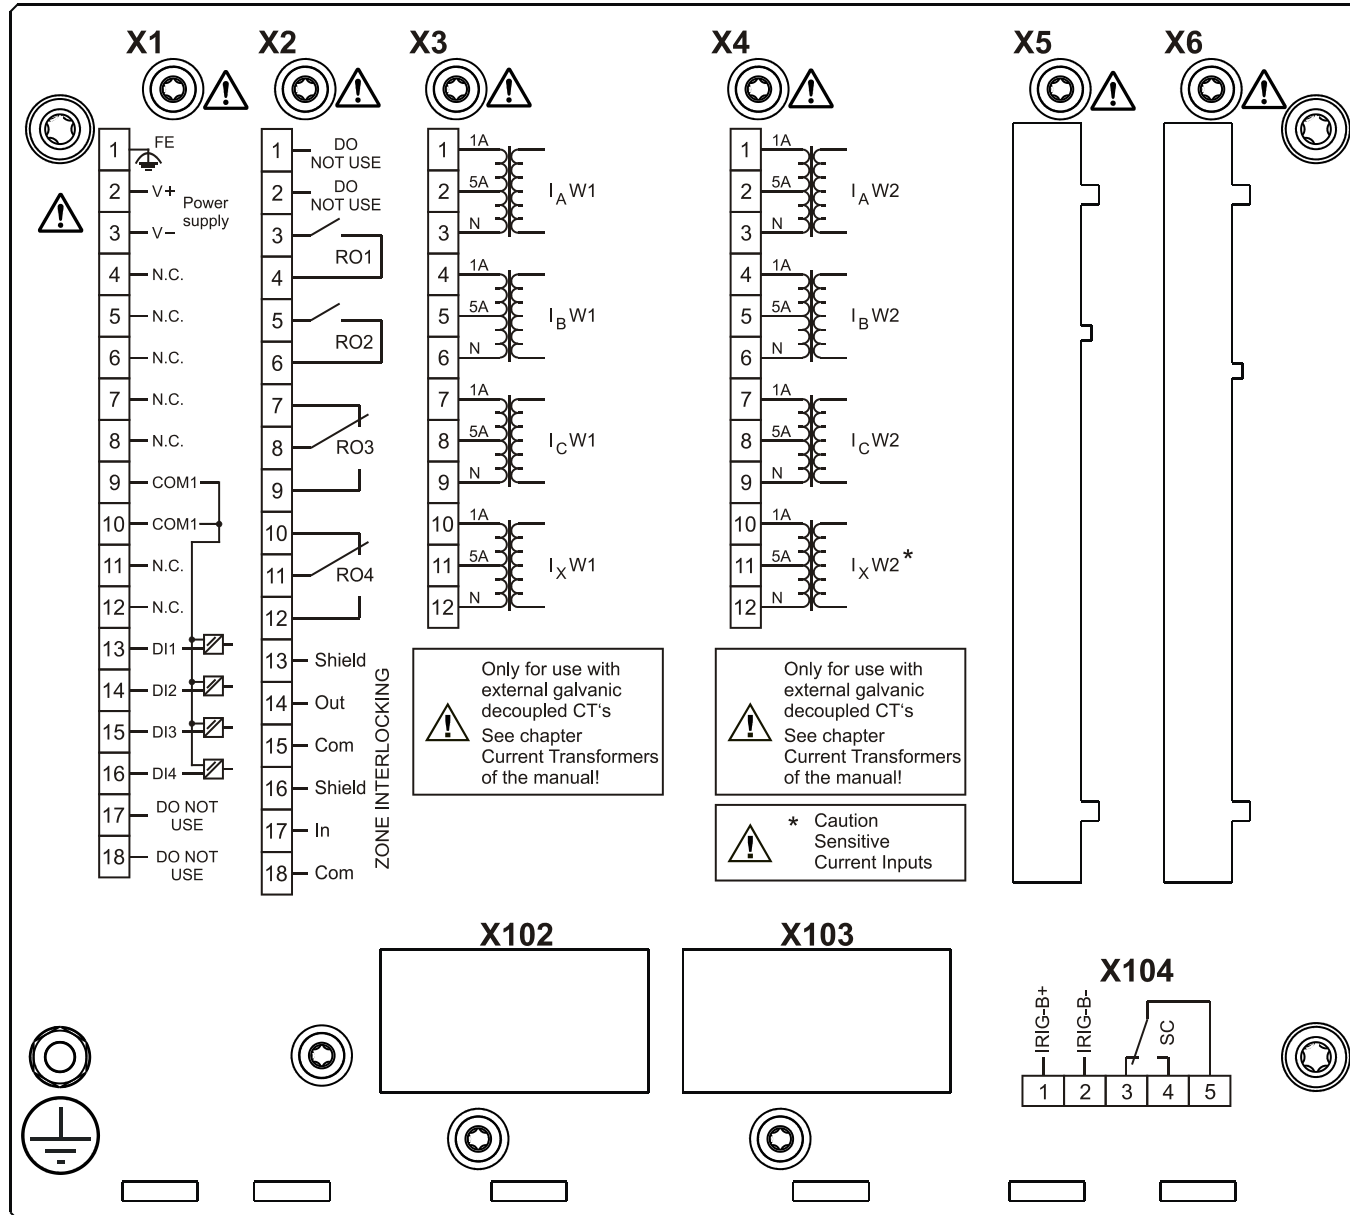 X1
X2
X3
X4
X5
X6
1 FE
2 V+
Power
supply
3 V-
4 N.C.
5 N.C.
6 N.C.
7 N.C.
8 N.C.
9 COM1
10 COM1
11 N.C.
12 N.C.
13 DI1
14 DI2
15 DI3
16 DI4
17 DO NOT
USE
18 DO NOT
USE
1 DO
NOT USE
2 DO
NOT USE
3
RO1
4
5
RO2
6
7
8 RO3
9
10
11 RO4
12
13 Shield
14 Out
15 Com
16 Shield
17 In
18 Com
ZONE INTERLOCKING
1 1A
2 5A IA W1
3 N
4 1A
5 5A IB W1
6 N
7 1A
8 5A IC W1
9 N
10 1A
11 5A IX W1
12 N
Only for use with
external galvanic
decoupled CT's
See chapter
Current Transformers
of the manual!
1 1A
2 5A IA W2
3 N
4 1A
5 5A IB W2
6 N
7 1A
8 5A IC W2
9 N
10 1A
11 5A IX W2 *
12 N
Only for use with
external galvanic
decoupled CT's
See chapter
Current Transformers
of the manual!
* Caution
Sensitive
Current Inputs
X102
X103
X104
IRIG-B+
IRIG-B-
SC
1 2 3 4 5